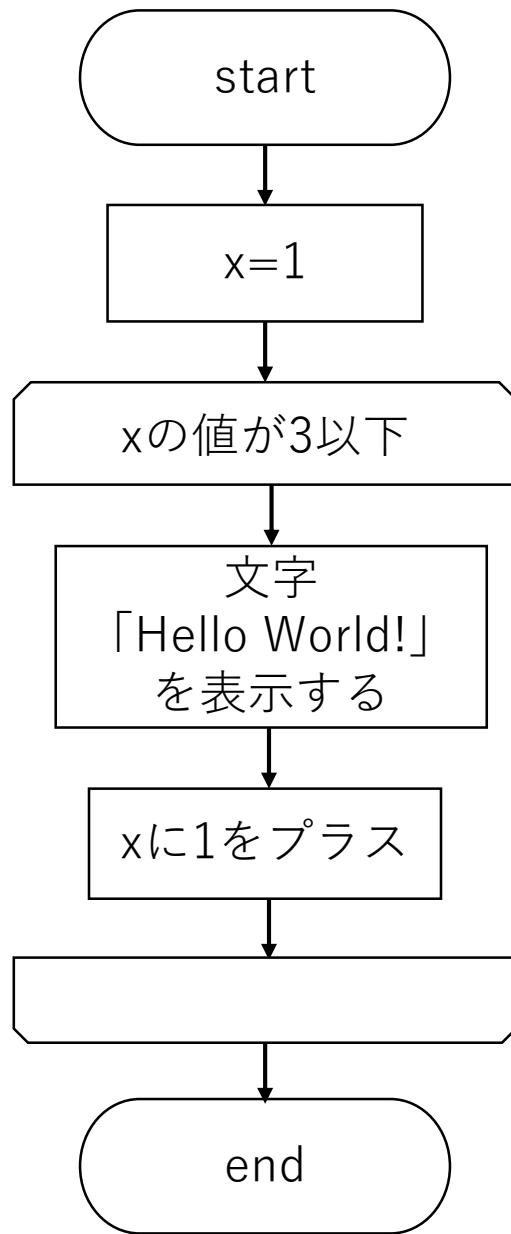 start
x=1
xの値が3以下
文字
「Hello World!」
を表示する
xに1をプラス
end